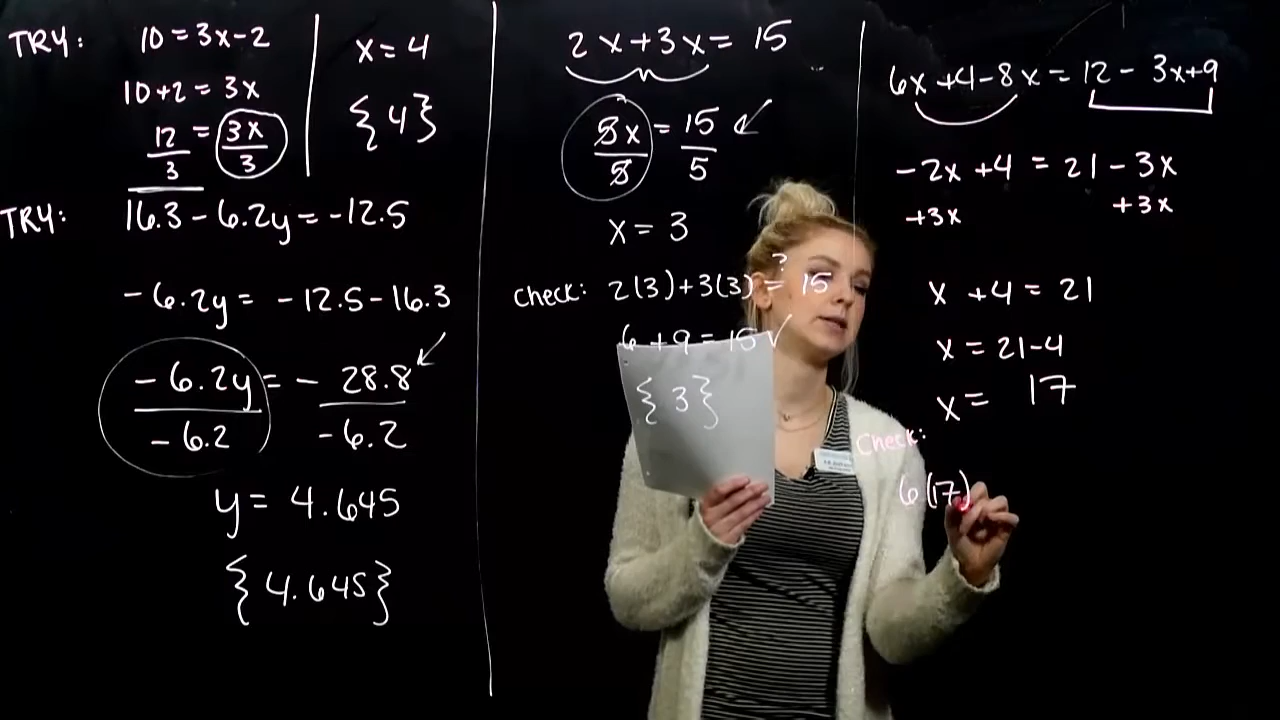 TRY: 10 = 3x - 2
10 + 2 = 3x
12/3 = 3x/3
x = 4
{4}
TRY: 16.3 - 6.2y = -12.5
-6.2y = -12.5 - 16.3
-6.2y/-6.2 = -28.8/-6.2
y = 4.645
{4.645}
2x + 3x = 15
5x/5 = 15/5
x = 3
Check: 2(3) + 3(3) ?= 15
6 + 9 = 15 ✓
{3}
6x + 4 - 8x = 12 - 3x + 9
-2x + 4 = 21 - 3x
+3x +3x
x + 4 = 21
x = 21 - 4
x = 17
Check:
6(17)